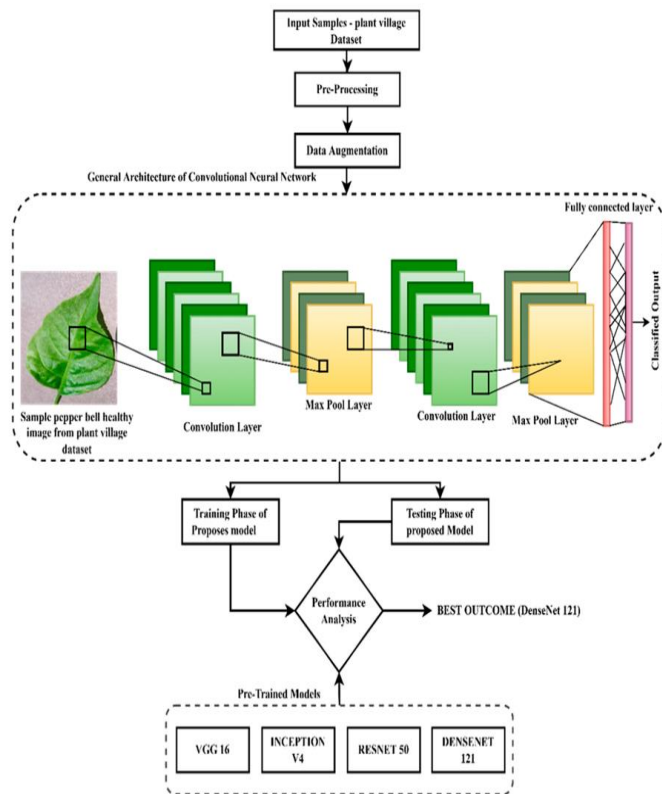 Input Samples - plant village
Dataset
Pre-Processing
Data Augmentation
General Architecture of Convolutional Neural Network
Fully connected layer
Classified Output
Sample pepper bell healthy
image from plant village
dataset
Convolution Layer
Max Pool Layer
Convolution Layer
Max Pool Layer
Training Phase of
Proposes model
Testing Phase of
proposed Model
Performance
Analysis
BEST OUTCOME (DenseNet 121)
Pre-Trained Models
VGG 16
INCEPTION
V4
RESNET 50
DENSENET
121